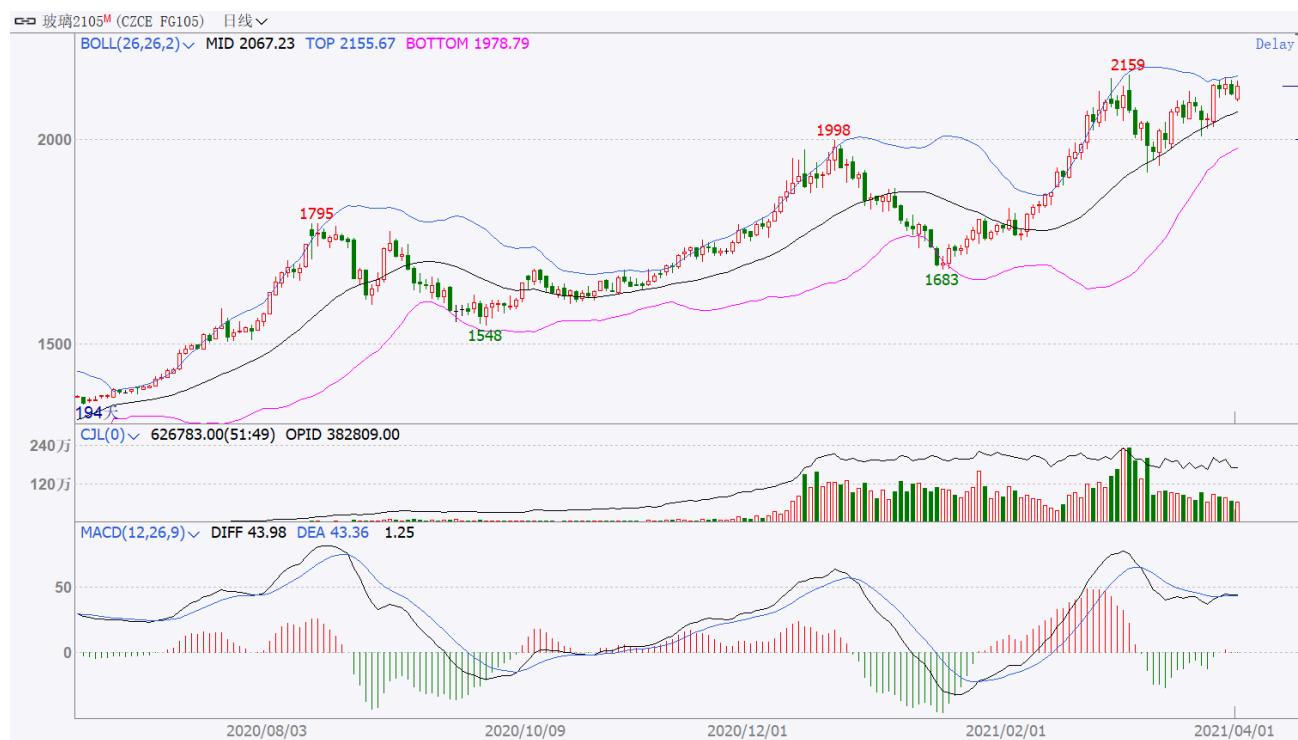 玻璃2105M (CZCE FG105) 日线
BOLL(26,26,2) MID 2067.23 TOP 2155.67 BOTTOM 1978.79
Delay
2159
1998
2000
1795
1683
1548
1500
194天
CJL(0) 626783.00(51:49) OPID 382809.00
240万
120万
MACD(12,26,9) DIFF 43.98 DEA 43.36 1.25
50
0
2020/08/03 2020/10/09 2020/12/01 2021/02/01 2021/04/01